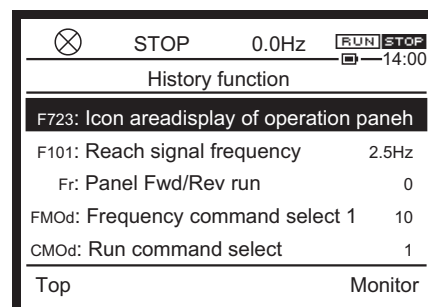 STOP 0.0Hz RUN STOP
14:00
History function
F723: Icon areadisplay of operation paneh
F101: Reach signal frequency 2.5Hz
Fr: Panel Fwd/Rev run 0
FMOd: Frequency command select 1 10
CMOd: Run command select 1
Top Monitor